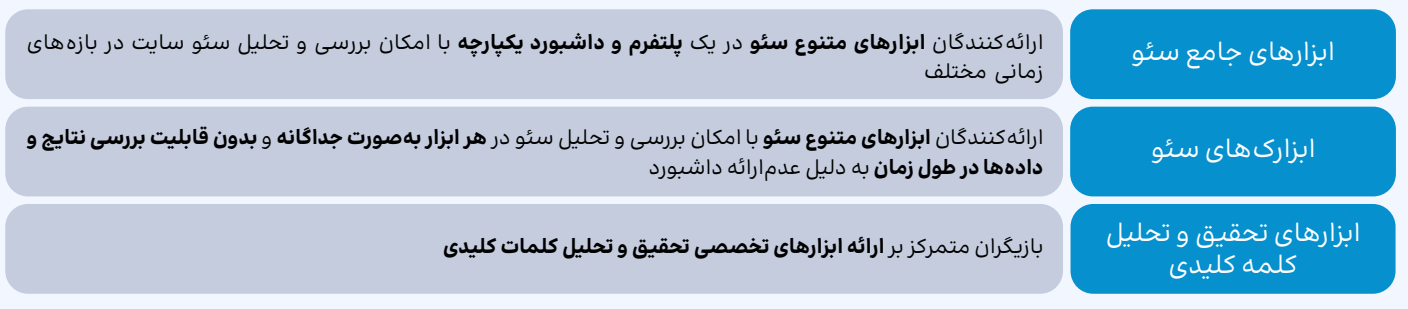 ابزارهای جامع سئو
ارائه‌کنندگان ابزارهای متنوع سئو در یک پلتفرم و داشبورد یکپارچه با امکان بررسی و تحلیل سئو سایت در بازه‌های
زمانی مختلف
ابزارک‌های سئو
ارائه‌کنندگان ابزارهای متنوع سئو با امکان بررسی و تحلیل سئو در هر ابزار به‌صورت جداگانه و بدون قابلیت بررسی نتایج و
داده‌ها در طول زمان به دلیل عدم‌ارائه داشبورد
ابزارهای تحقیق و تحلیل
کلمه کلیدی
بازیگران متمرکز بر ارائه ابزارهای تخصصی تحقیق و تحلیل کلمات کلیدی